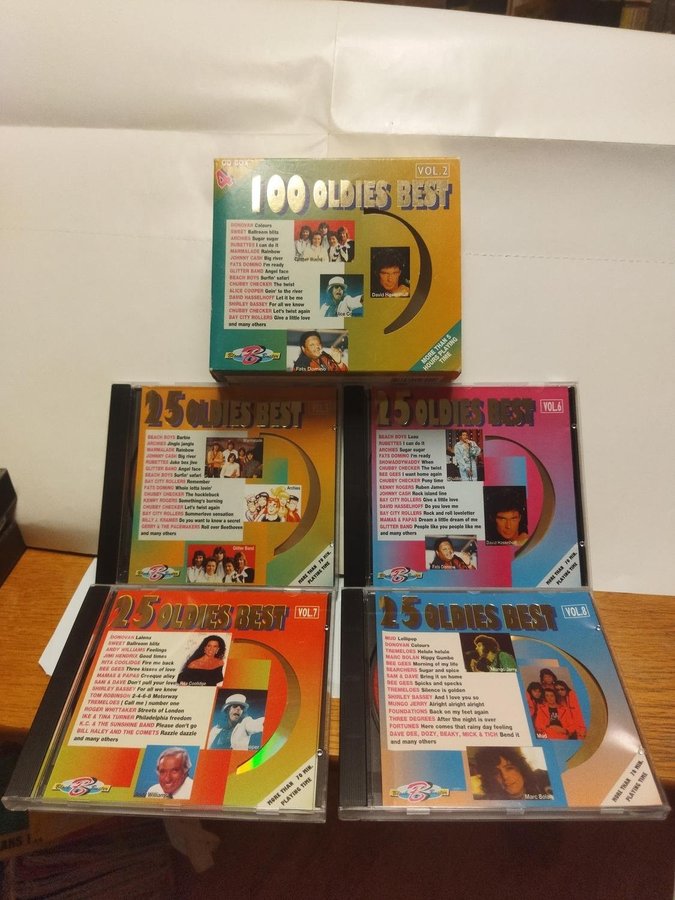 4 CD BOX
VOL.2
100 OLDIES BEST
DONOVAN Colours
SWEET Ballroom blitz
ARCHIES Sugar sugar
RUBETTES I can do it
MARMALADE Rainbow
JOHNNY CASH Big river
FATS DOMINO I'm ready
GLITTER BAND Angel face
BEACH BOYS Surfin' safari
CHUBBY CHECKER The twist
ALICE COOPER Goin' to the river
DAVID HASSELHOFF Let it be me
SHIRLEY BASSEY For all we know
CHUBBY CHECKER Let's twist again
BAY CITY ROLLERS Give a little love
and many others
Glitter Band
David Hasselhoff
Alice Cooper
Fats Domino
MORE THAN 5
HOURS PLAYING
TIME
25 OLDIES BEST
BEACH BOYS Barbie
ARCHIES Jingle jangle
MARMALADE Rainbow
JOHNNY CASH Big river
RUBETTES Juke box jive
GLITTER BAND Angel face
BEACH BOYS Surfin' safari
BAY CITY ROLLERS Remember
FATS DOMINO Whole lotta lovin'
CHUBBY CHECKER The hucklebuck
KENNY ROGERS Something's burning
CHUBBY CHECKER Let's twist again
BAY CITY ROLLERS Summerlove sensation
BILLY J. KRAMER Do you want to know a secret
GERRY & THE PACEMAKERS Roll over Beethoven
and many others
Marmalade
Archies
Glitter Band
MORE THAN 70 MIN.
PLAYING TIME
25 OLDIES BEST
VOL.6
BEACH BOYS Luau
RUBETTES I can do it
ARCHIES Sugar sugar
FATS DOMINO I'm ready
SHOWADDYWADDY When
CHUBBY CHECKER The twist
BEE GEES I want home again
CHUBBY CHECKER Pony time
KENNY ROGERS Ruben James
JOHNNY CASH Rock island line
BAY CITY ROLLERS Give a little love
DAVID HASSELHOFF Do you love me
BAY CITY ROLLERS Rock and roll loveletter
MAMAS & PAPAS Dream a little dream of me
GLITTER BAND People like you people like me
and many others
David Hasselhoff
Fats Domino
MORE THAN 70 MIN.
PLAYING TIME
25 OLDIES BEST
VOL.7
DONOVAN Lalena
SWEET Ballroom blitz
ANDY WILLIAMS Feelings
JIMI HENDRIX Good times
RITA COOLIDGE Fire me back
BEE GEES Three kisses of love
MAMAS & PAPAS Creeque alley
SAM & DAVE Don't pull your love
SHIRLEY BASSEY For all we know
TOM ROBINSON 2-4-6-8 Motorway
TREMELOES ( Call me ) number one
ROGER WHITTAKER Streets of London
IKE & TINA TURNER Philadelphia freedom
K.C. & THE SUNSHINE BAND Please don't go
BILL HALEY AND THE COMETS Razzle dazzle
and many others
Rita Coolidge
Andy Williams
MORE THAN 70 MIN.
PLAYING TIME
25 OLDIES BEST
VOL.8
MUD Lollipop
DONOVAN Colours
TREMELOES Helule helule
MARC BOLAN Hippy Gumbo
BEE GEES Morning of my life
SEARCHERS Sugar and spice
SAM & DAVE Bring it on home
BEE GEES Spicks and specks
TREMELOES Silence is golden
SHIRLEY BASSEY And I love you so
MUNGO JERRY Alright alright alright
FOUNDATIONS Back on my feet again
THREE DEGREES After the night is over
FORTUNES Here comes that rainy day feeling
DAVE DEE, DOZY, BEAKY, MICK & TICH Bend it
and many others
Mungo Jerry
Mud
Marc Bolan
MORE THAN 70 MIN.
PLAYING TIME